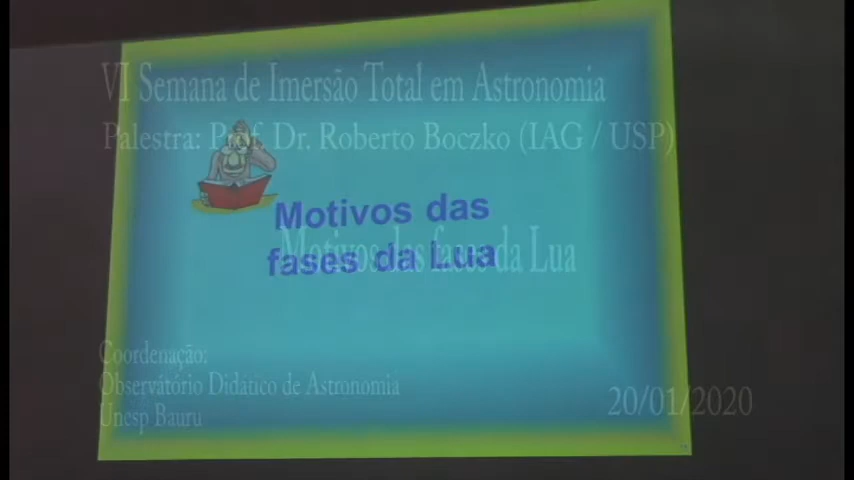 VI Semana de Imersão Total em Astronomia
Palestra: Prof. Dr. Roberto Boczko (IAG / USP)
Motivos das
fases da Lua
Motivos das fases da Lua
Coordenação:
Observátório Didático de Astronomia
Unesp Bauru
20/01/2020